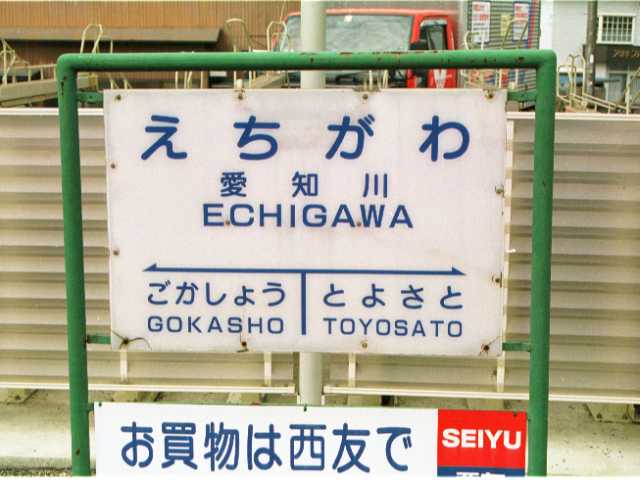 えちがわ
愛知川
ECHIGAWA
ごかしょう とよさと
GOKASHO TOYOSATO
お買物は西友で SEIYU